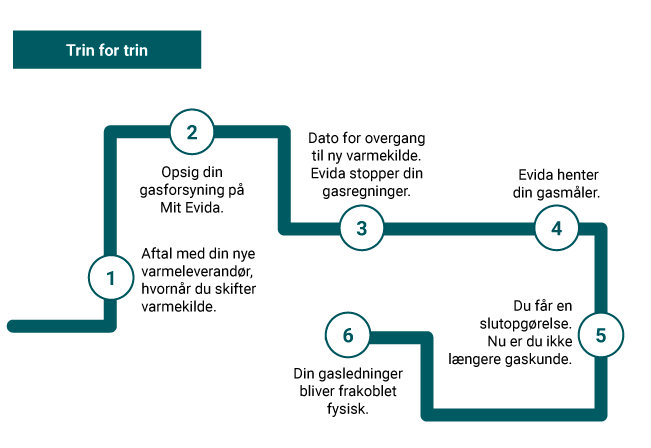 Trin for trin
1
Aftal med din nye
varmeleverandør,
hvornår du skifter
varmekilde.
2
Opsig din
gasforsyning på
Mit Evida.
Dato for overgang
til ny varmekilde.
Evida stopper din
gasregninger.
3
Evida henter
din gasmåler.
4
Du får en
slutopgørelse.
Nu er du ikke
længere gaskunde.
5
6
Din gasledninger
bliver frakoblet
fysisk.